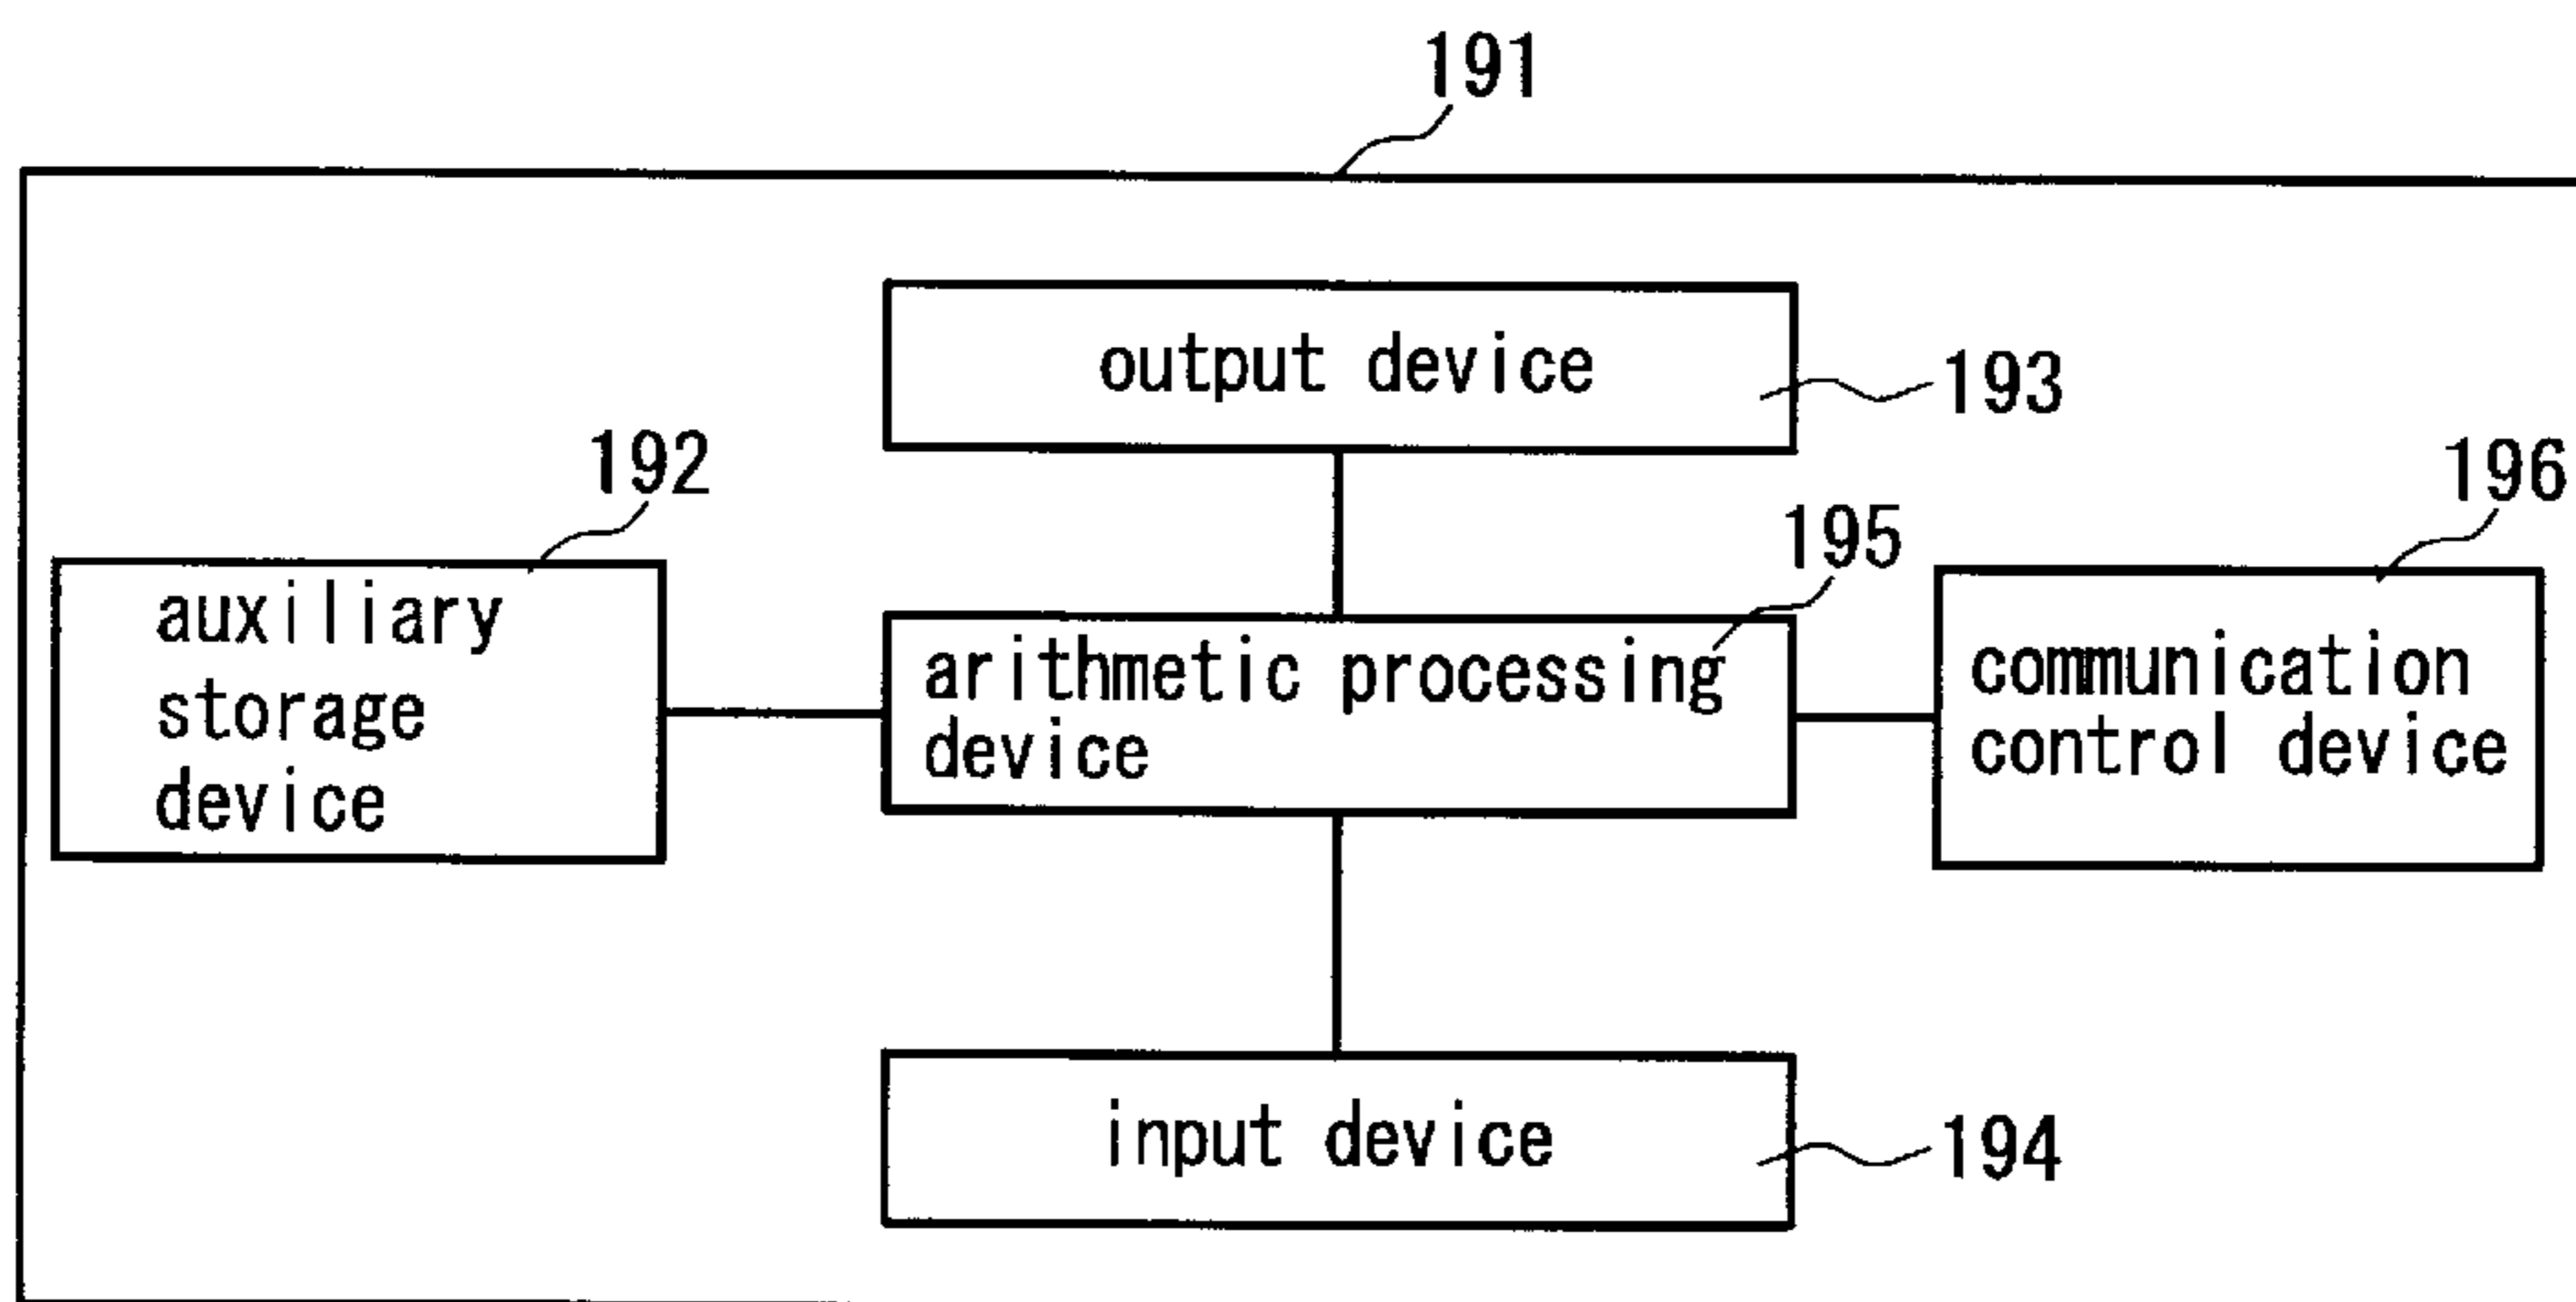 191
output device
193
192
auxiliary
storage
device
195
arithmetic processing
device
196
communication
control device
input device
194